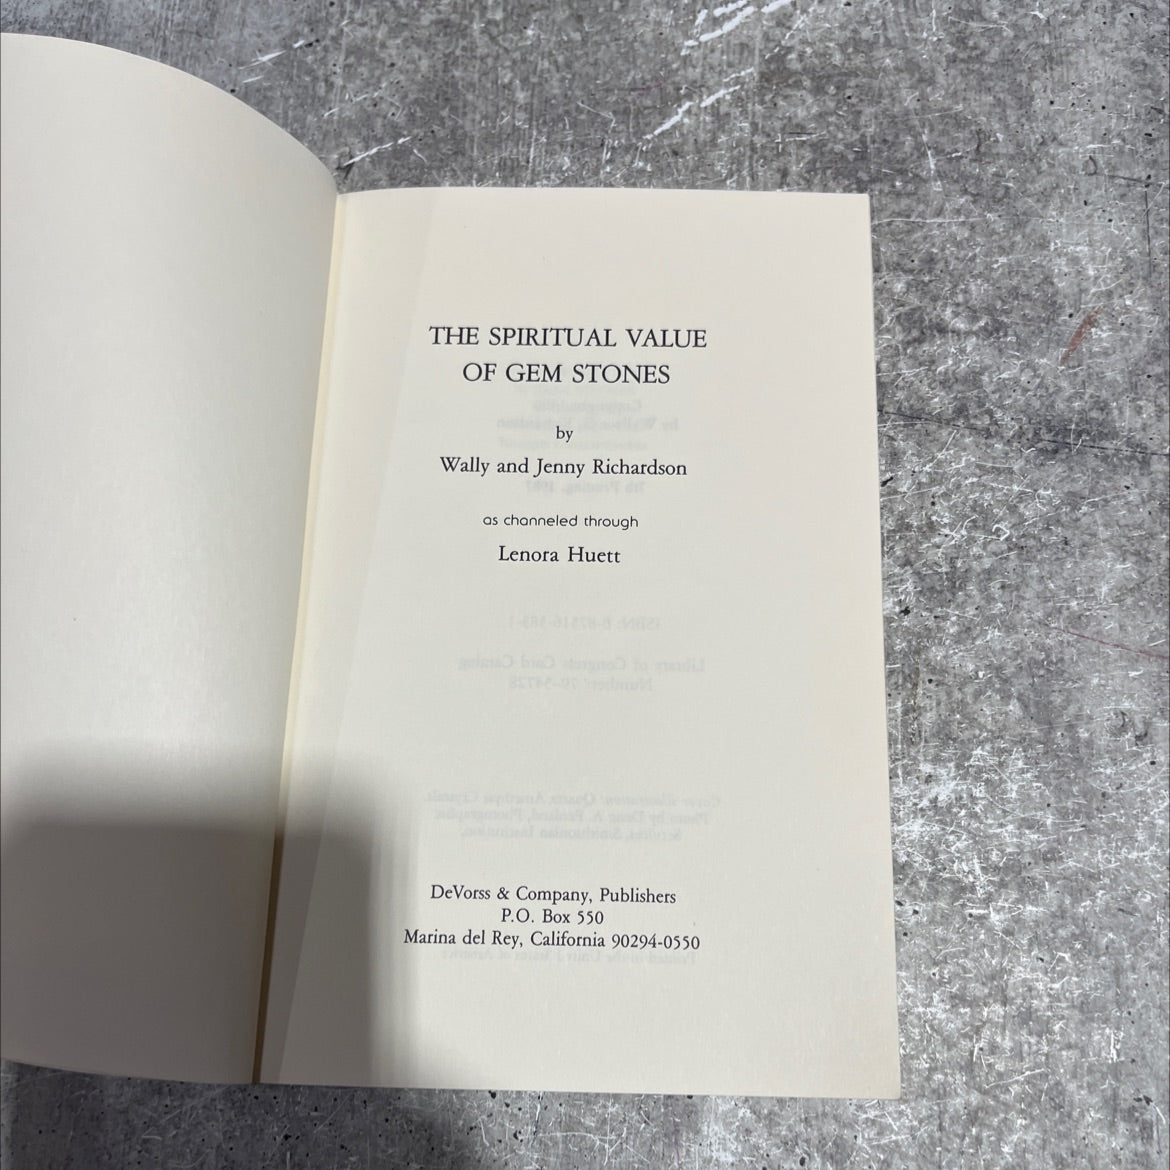 THE SPIRITUAL VALUE
OF GEM STONES
by
Wally and Jenny Richardson
as channeled through
Lenora Huett
DeVorss & Company, Publishers
P.O. Box 550
Marina del Rey, California 90294-0550